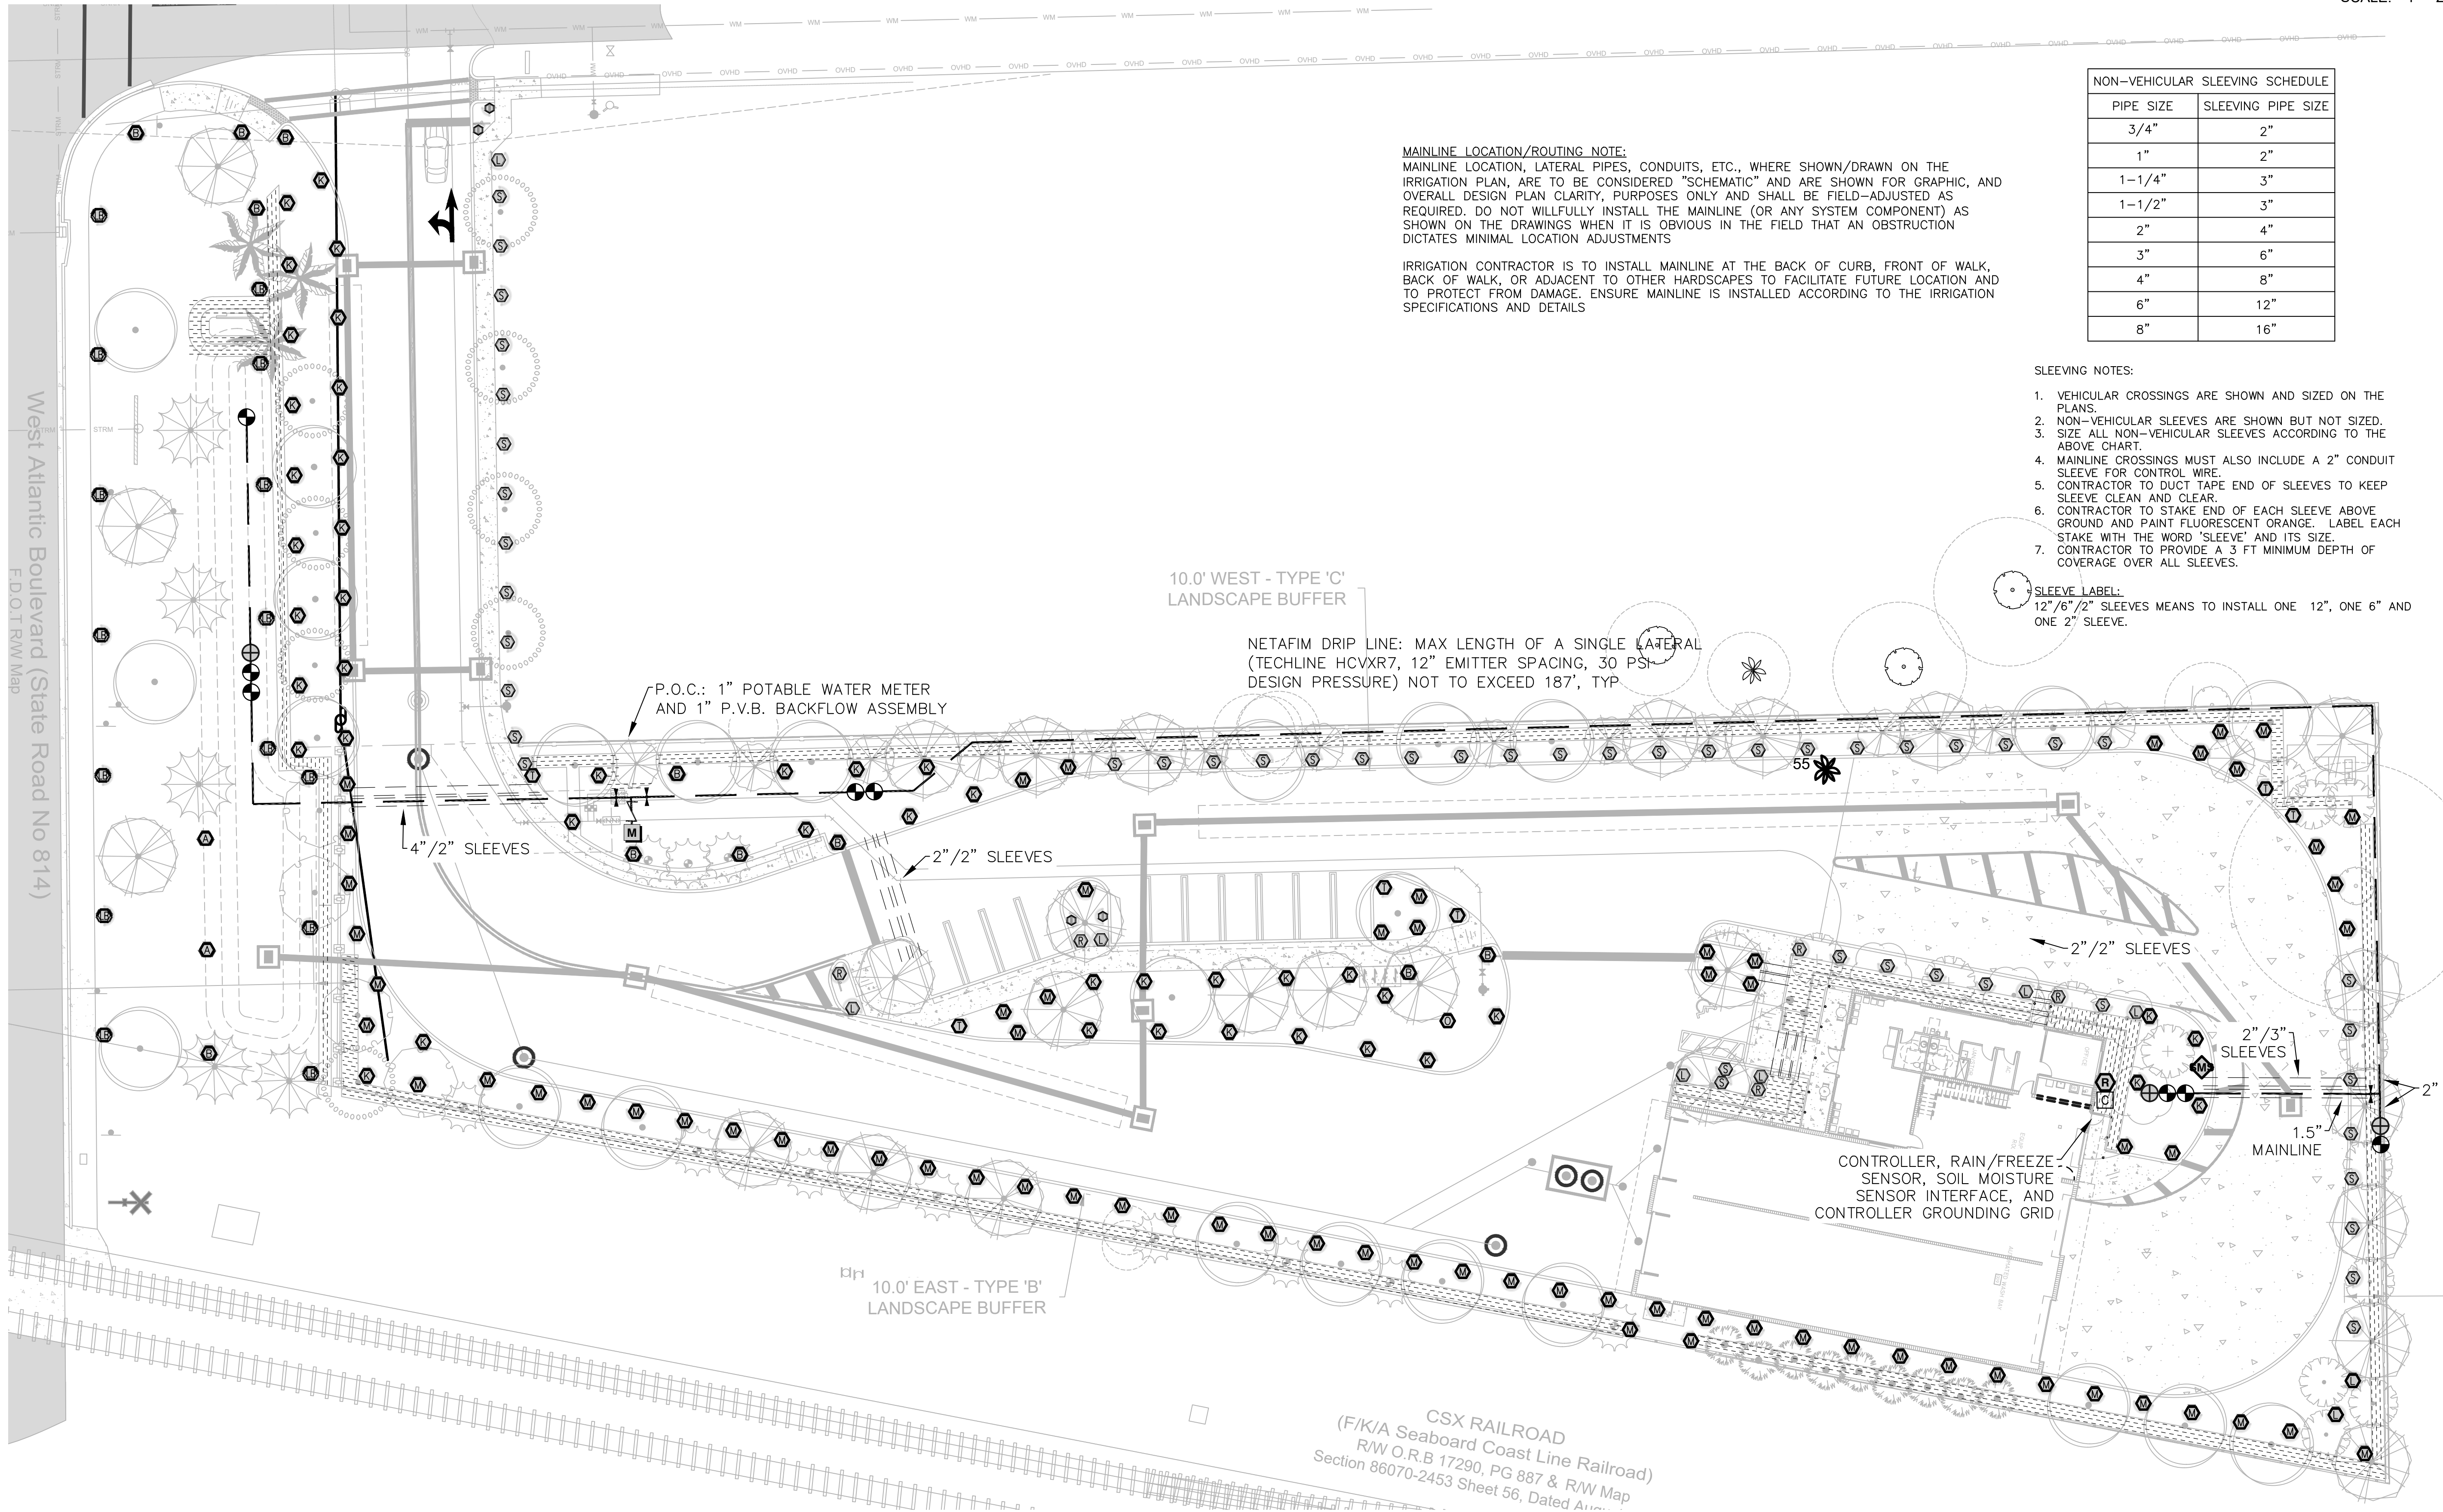 NON-VEHICULAR SLEEVING SCHEDULE
PIPE SIZE SLEEVING PIPE SIZE
3/4" 2"
1" 2"
1-1/4" 3"
1-1/2" 3"
2" 4"
3" 6"
4" 8"
6" 12"
8" 16"
MAINLINE LOCATION/ROUTING NOTE:
MAINLINE LOCATION, LATERAL PIPES, CONDUITS, ETC., WHERE SHOWN/DRAWN ON THE
IRRIGATION PLAN, ARE TO BE CONSIDERED "SCHEMATIC" AND ARE SHOWN FOR GRAPHIC, AND
OVERALL DESIGN PLAN CLARITY, PURPOSES ONLY AND SHALL BE FIELD-ADJUSTED AS
REQUIRED. DO NOT WILLFULLY INSTALL THE MAINLINE (OR ANY SYSTEM COMPONENT) AS
SHOWN ON THE DRAWINGS WHEN IT IS OBVIOUS IN THE FIELD THAT AN OBSTRUCTION
DICTATES MINIMAL LOCATION ADJUSTMENTS
IRRIGATION CONTRACTOR IS TO INSTALL MAINLINE AT THE BACK OF CURB, FRONT OF WALK,
BACK OF WALK, OR ADJACENT TO OTHER HARDSCAPES TO FACILITATE FUTURE LOCATION AND
TO PROTECT FROM DAMAGE. ENSURE MAINLINE IS INSTALLED ACCORDING TO THE IRRIGATION
SPECIFICATIONS AND DETAILS
SLEEVING NOTES:
1. VEHICULAR CROSSINGS ARE SHOWN AND SIZED ON THE
PLANS.
2. NON-VEHICULAR SLEEVES ARE SHOWN BUT NOT SIZED.
3. SIZE ALL NON-VEHICULAR SLEEVES ACCORDING TO THE
ABOVE CHART.
4. MAINLINE CROSSINGS MUST ALSO INCLUDE A 2" CONDUIT
SLEEVE FOR CONTROL WIRE.
5. CONTRACTOR TO DUCT TAPE END OF SLEEVES TO KEEP
SLEEVE CLEAN AND CLEAR.
6. CONTRACTOR TO STAKE END OF EACH SLEEVE ABOVE
GROUND AND PAINT FLUORESCENT ORANGE. LABEL EACH
STAKE WITH THE WORD 'SLEEVE' AND ITS SIZE.
7. CONTRACTOR TO PROVIDE A 3 FT MINIMUM DEPTH OF
COVERAGE OVER ALL SLEEVES.
SLEEVE LABEL:
12"/6"/2" SLEEVES MEANS TO INSTALL ONE 12", ONE 6" AND
ONE 2" SLEEVE.
10.0' WEST - TYPE 'C'
LANDSCAPE BUFFER
NETAFIM DRIP LINE: MAX LENGTH OF A SINGLE LATERAL
(TECHLINE HCVXR7, 12" EMITTER SPACING, 30 PSI
DESIGN PRESSURE) NOT TO EXCEED 187', TYP
P.O.C.: 1" POTABLE WATER METER
AND 1" P.V.B. BACKFLOW ASSEMBLY
West Atlantic Boulevard (State Road No 814)
F.D.O.T R/W Map
4"/2" SLEEVES
2"/2" SLEEVES
55
2"/2" SLEEVES
2"/3"
SLEEVES
2"
1.5"
MAINLINE
CONTROLLER, RAIN/FREEZE
SENSOR, SOIL MOISTURE
SENSOR INTERFACE, AND
CONTROLLER GROUNDING GRID
10.0' EAST - TYPE 'B'
LANDSCAPE BUFFER
CSX RAILROAD
(F/K/A Seaboard Coast Line Railroad)
R/W O.R.B 17290, PG 887 & R/W Map
Section 86070-2453 Sheet 56, Dated